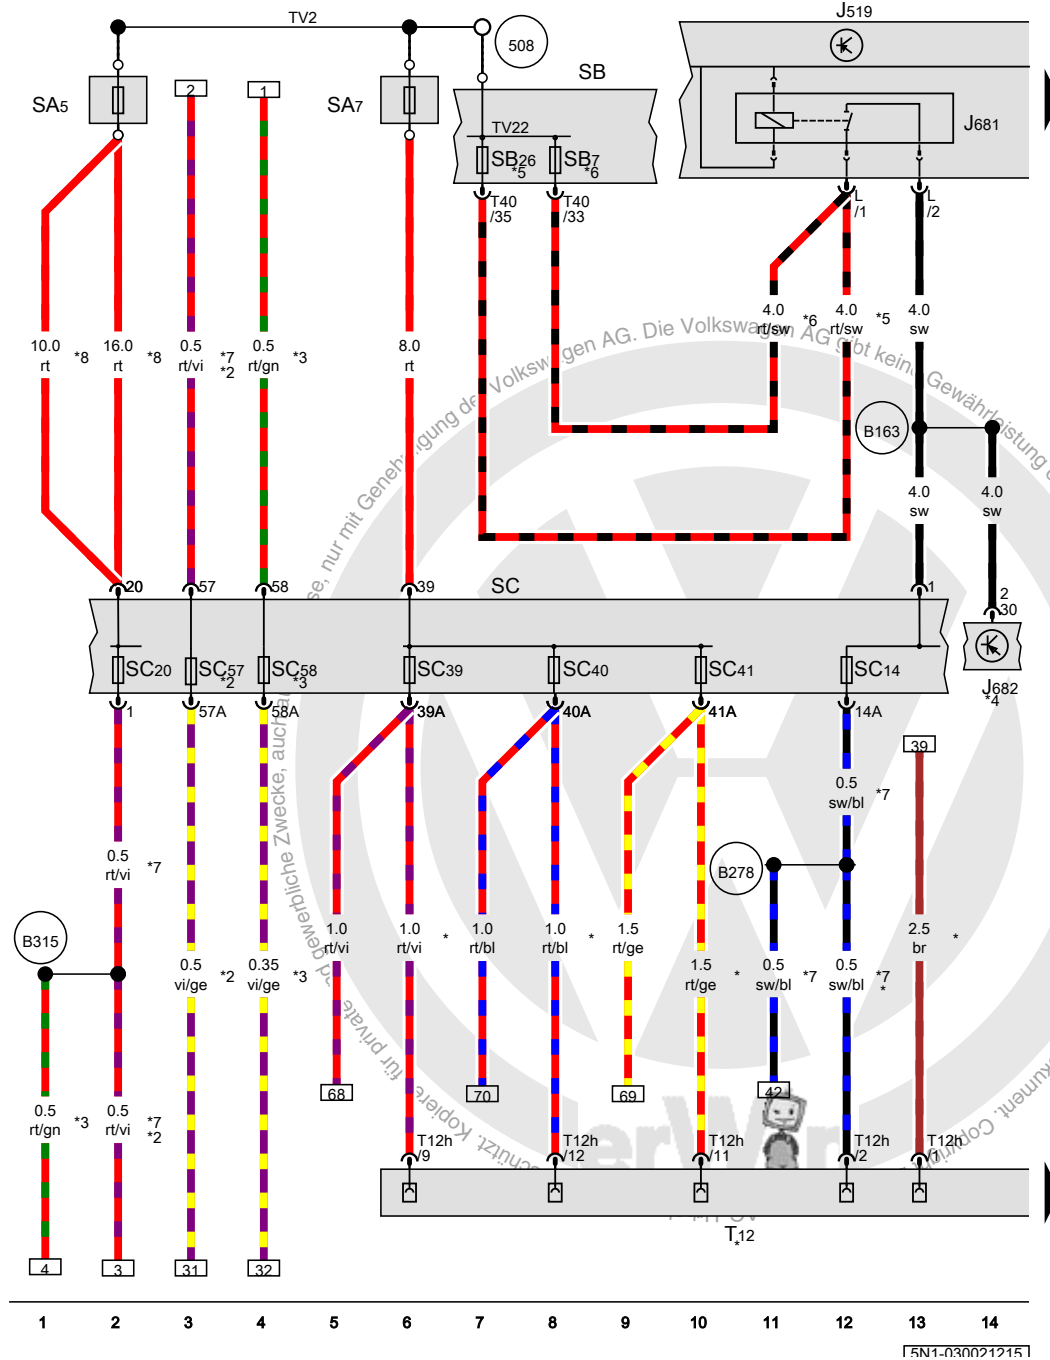 TV2
508
J519
SA5
2
1
SA7
SB
TV22
SB26
*5
SB7
*6
J681
T40
/35
T40
/33
L
/1
L
/2
10.0
rt
*8
16.0
rt
*8
0.5
rt/vi
*7
*2
0.5
rt/gn
*3
8.0
rt
4.0
rt/sw
*6
4.0
rt/sw
*5
4.0
sw
B163
4.0
sw
4.0
sw
20
57
58
39
SC
1
2
30
SC20
SC57
*2
SC58
*3
SC39
SC40
SC41
SC14
J682
*4
1
57A
58A
39A
40A
41A
14A
39
0.5
sw/bl
*7
0.5
rt/vi
*7
B278
B315
0.5
vi/ge
*2
0.35
vi/ge
*3
1.0
rt/vi
1.0
rt/vi
*
1.0
rt/bl
1.0
rt/bl
*
1.5
rt/ge
1.5
rt/ge
*
0.5
sw/bl
*7
0.5
sw/bl
*7
*
2.5
br
*
68
70
69
42
0.5
rt/gn
*3
0.5
rt/vi
*7
*2
T12h
/9
T12h
/12
T12h
/11
T12h
/2
T12h
/1
T12
*
4
3
31
32
1 2 3 4 5 6 7 8 9 10 11 12 13 14
5N1-030021215